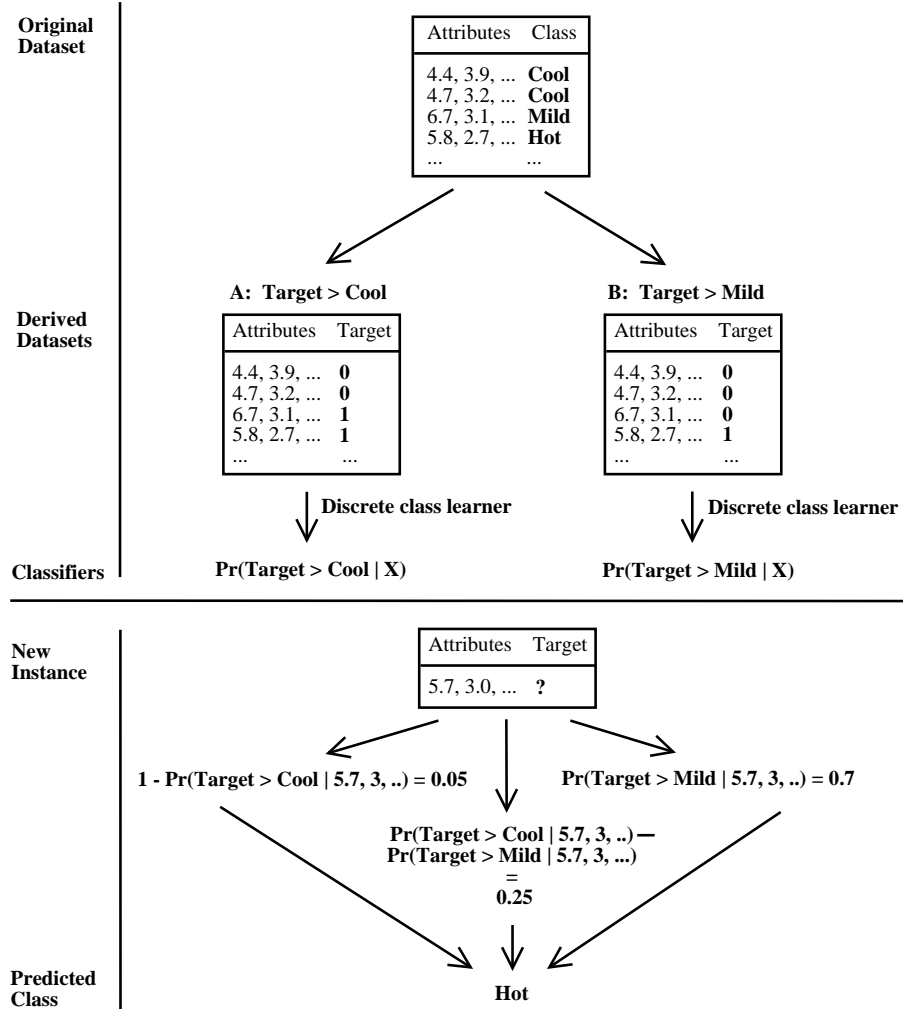 Original
Dataset
Attributes Class
4.4, 3.9, ... Cool
4.7, 3.2, ... Cool
6.7, 3.1, ... Mild
5.8, 2.7, ... Hot
... ...
Derived
Datasets
A: Target > Cool
Attributes Target
4.4, 3.9, ... 0
4.7, 3.2, ... 0
6.7, 3.1, ... 1
5.8, 2.7, ... 1
... ...
B: Target > Mild
Attributes Target
4.4, 3.9, ... 0
4.7, 3.2, ... 0
6.7, 3.1, ... 0
5.8, 2.7, ... 1
... ...
Discrete class learner
Discrete class learner
Classifiers
Pr(Target > Cool | X)
Pr(Target > Mild | X)
New
Instance
Attributes Target
5.7, 3.0, ... ?
1 - Pr(Target > Cool | 5.7, 3, ..) = 0.05
Pr(Target > Mild | 5.7, 3, ..) = 0.7
Pr(Target > Cool | 5.7, 3, ..) —
Pr(Target > Mild | 5.7, 3, ...)
=
0.25
Predicted
Class
Hot